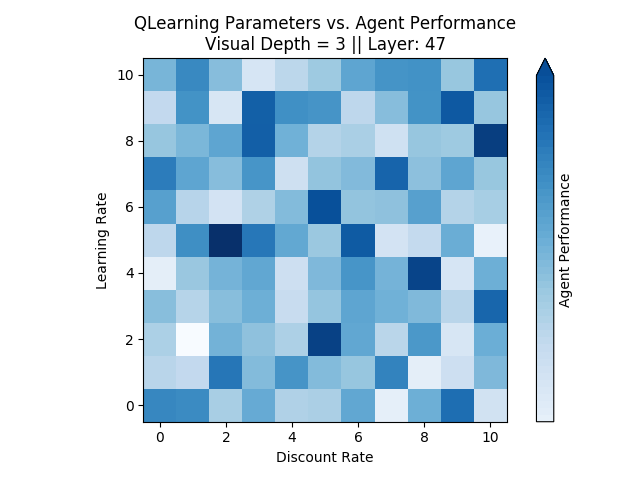 QLearning Parameters vs. Agent Performance
Visual Depth = 3 || Layer: 47
10
8
6
4
2
0
Learning Rate
0 2 4 6 8 10
Discount Rate
Agent Performance